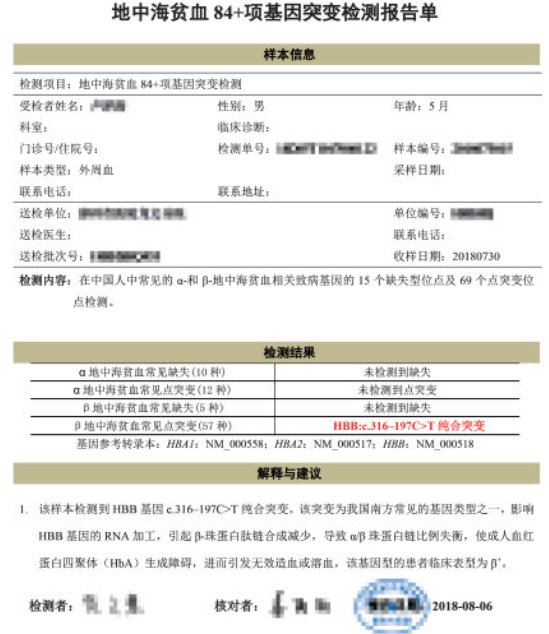 地中海贫血 84+项基因突变检测报告单
样本信息
检测项目：地中海贫血 84+项基因突变检测
受检者姓名： 性别：男 年龄：5 月
科室： 临床诊断：
门诊号/住院号： 检测单号： 样本编号：
样本类型：外周血 采样日期：
联系电话： 联系地址：
送检单位： 单位编号：
送检医生： 联系电话：
送检批次号： 收样日期：20180730
检测内容：在中国人中常见的 α-和 β-地中海贫血相关致病基因的 15 个缺失型位点及 69 个点突变位
点检测。
检测结果
α 地中海贫血常见缺失(10 种) 未检测到缺失
α 地中海贫血常见点突变(12 种) 未检测到点突变
β 地中海贫血常见缺失(5 种) 未检测到缺失
β 地中海贫血常见点突变(57 种) HBB:c.316–197C>T 纯合突变
基因参考转录本：HBA1：NM_000558；HBA2：NM_000517；HBB：NM_000518
解释与建议
1. 该样本检测到 HBB 基因 c.316–197C>T 纯合突变。该突变为我国南方常见的基因类型之一，影响
HBB 基因的 RNA 加工，引起 β-珠蛋白肽链合成减少，导致 α/β 珠蛋白链比例失衡，使成人血红
蛋白四聚体（HbA）生成障碍，进而引发无效造血或溶血，该基因型的患者临床表型为 β⁺。
检测者： 核对者： 2018-08-06